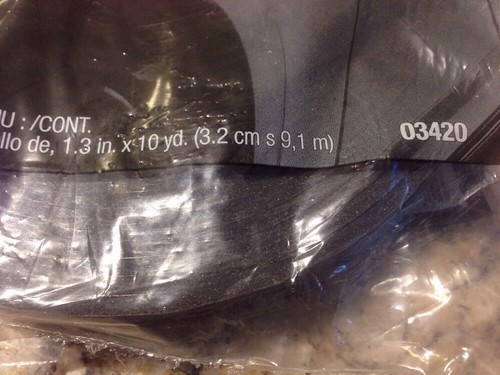 U : /CONT.
llo de, 1.3 in. x 10 yd. (3.2 cm s 9,1 m)
03420